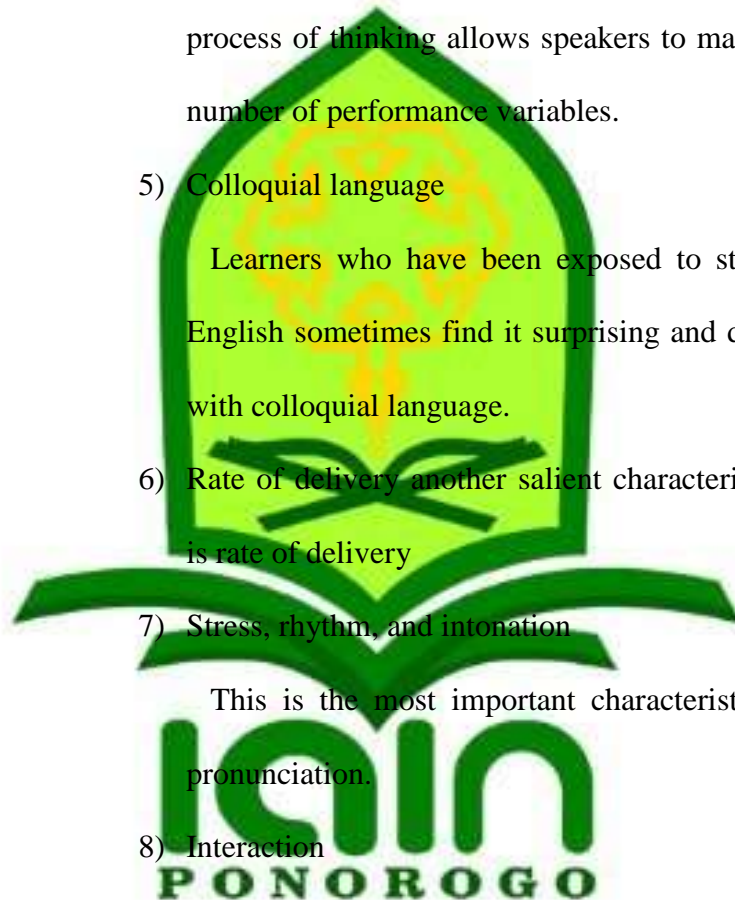 process of thinking allows speakers to ma
number of performance variables.
5) Colloquial language
Learners who have been exposed to st
English sometimes find it surprising and
with colloquial language.
6) Rate of delivery another salient characteri
is rate of delivery
7) Stress, rhythm, and intonation
This is the most important characterist
pronunciation.
8) Interaction
IAIN
PONOROGO